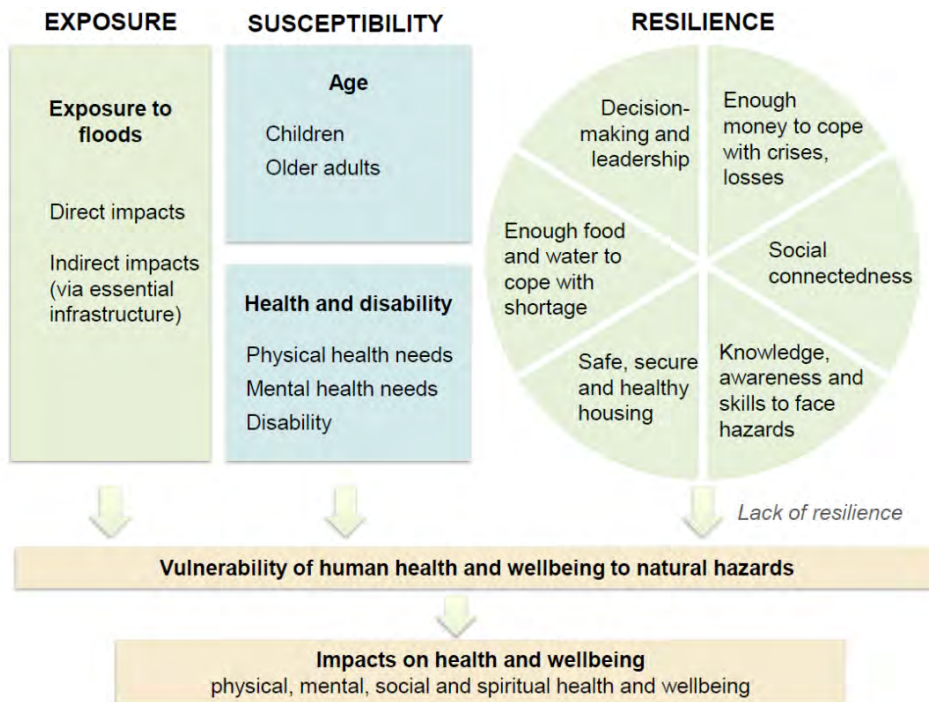 EXPOSURE
SUSCEPTIBILITY
RESILIENCE
Exposure to
floods
Direct impacts
Indirect impacts
(via essential
infrastructure)
Age
Children
Older adults
Health and disability
Physical health needs
Mental health needs
Disability
Decision-
making and
leadership
Enough
money to cope
with crises,
losses
Enough food
and water to
cope with
shortage
Social
connectedness
Safe, secure
and healthy
housing
Knowledge,
awareness and
skills to face
hazards
Lack of resilience
Vulnerability of human health and wellbeing to natural hazards
Impacts on health and wellbeing
physical, mental, social and spiritual health and wellbeing